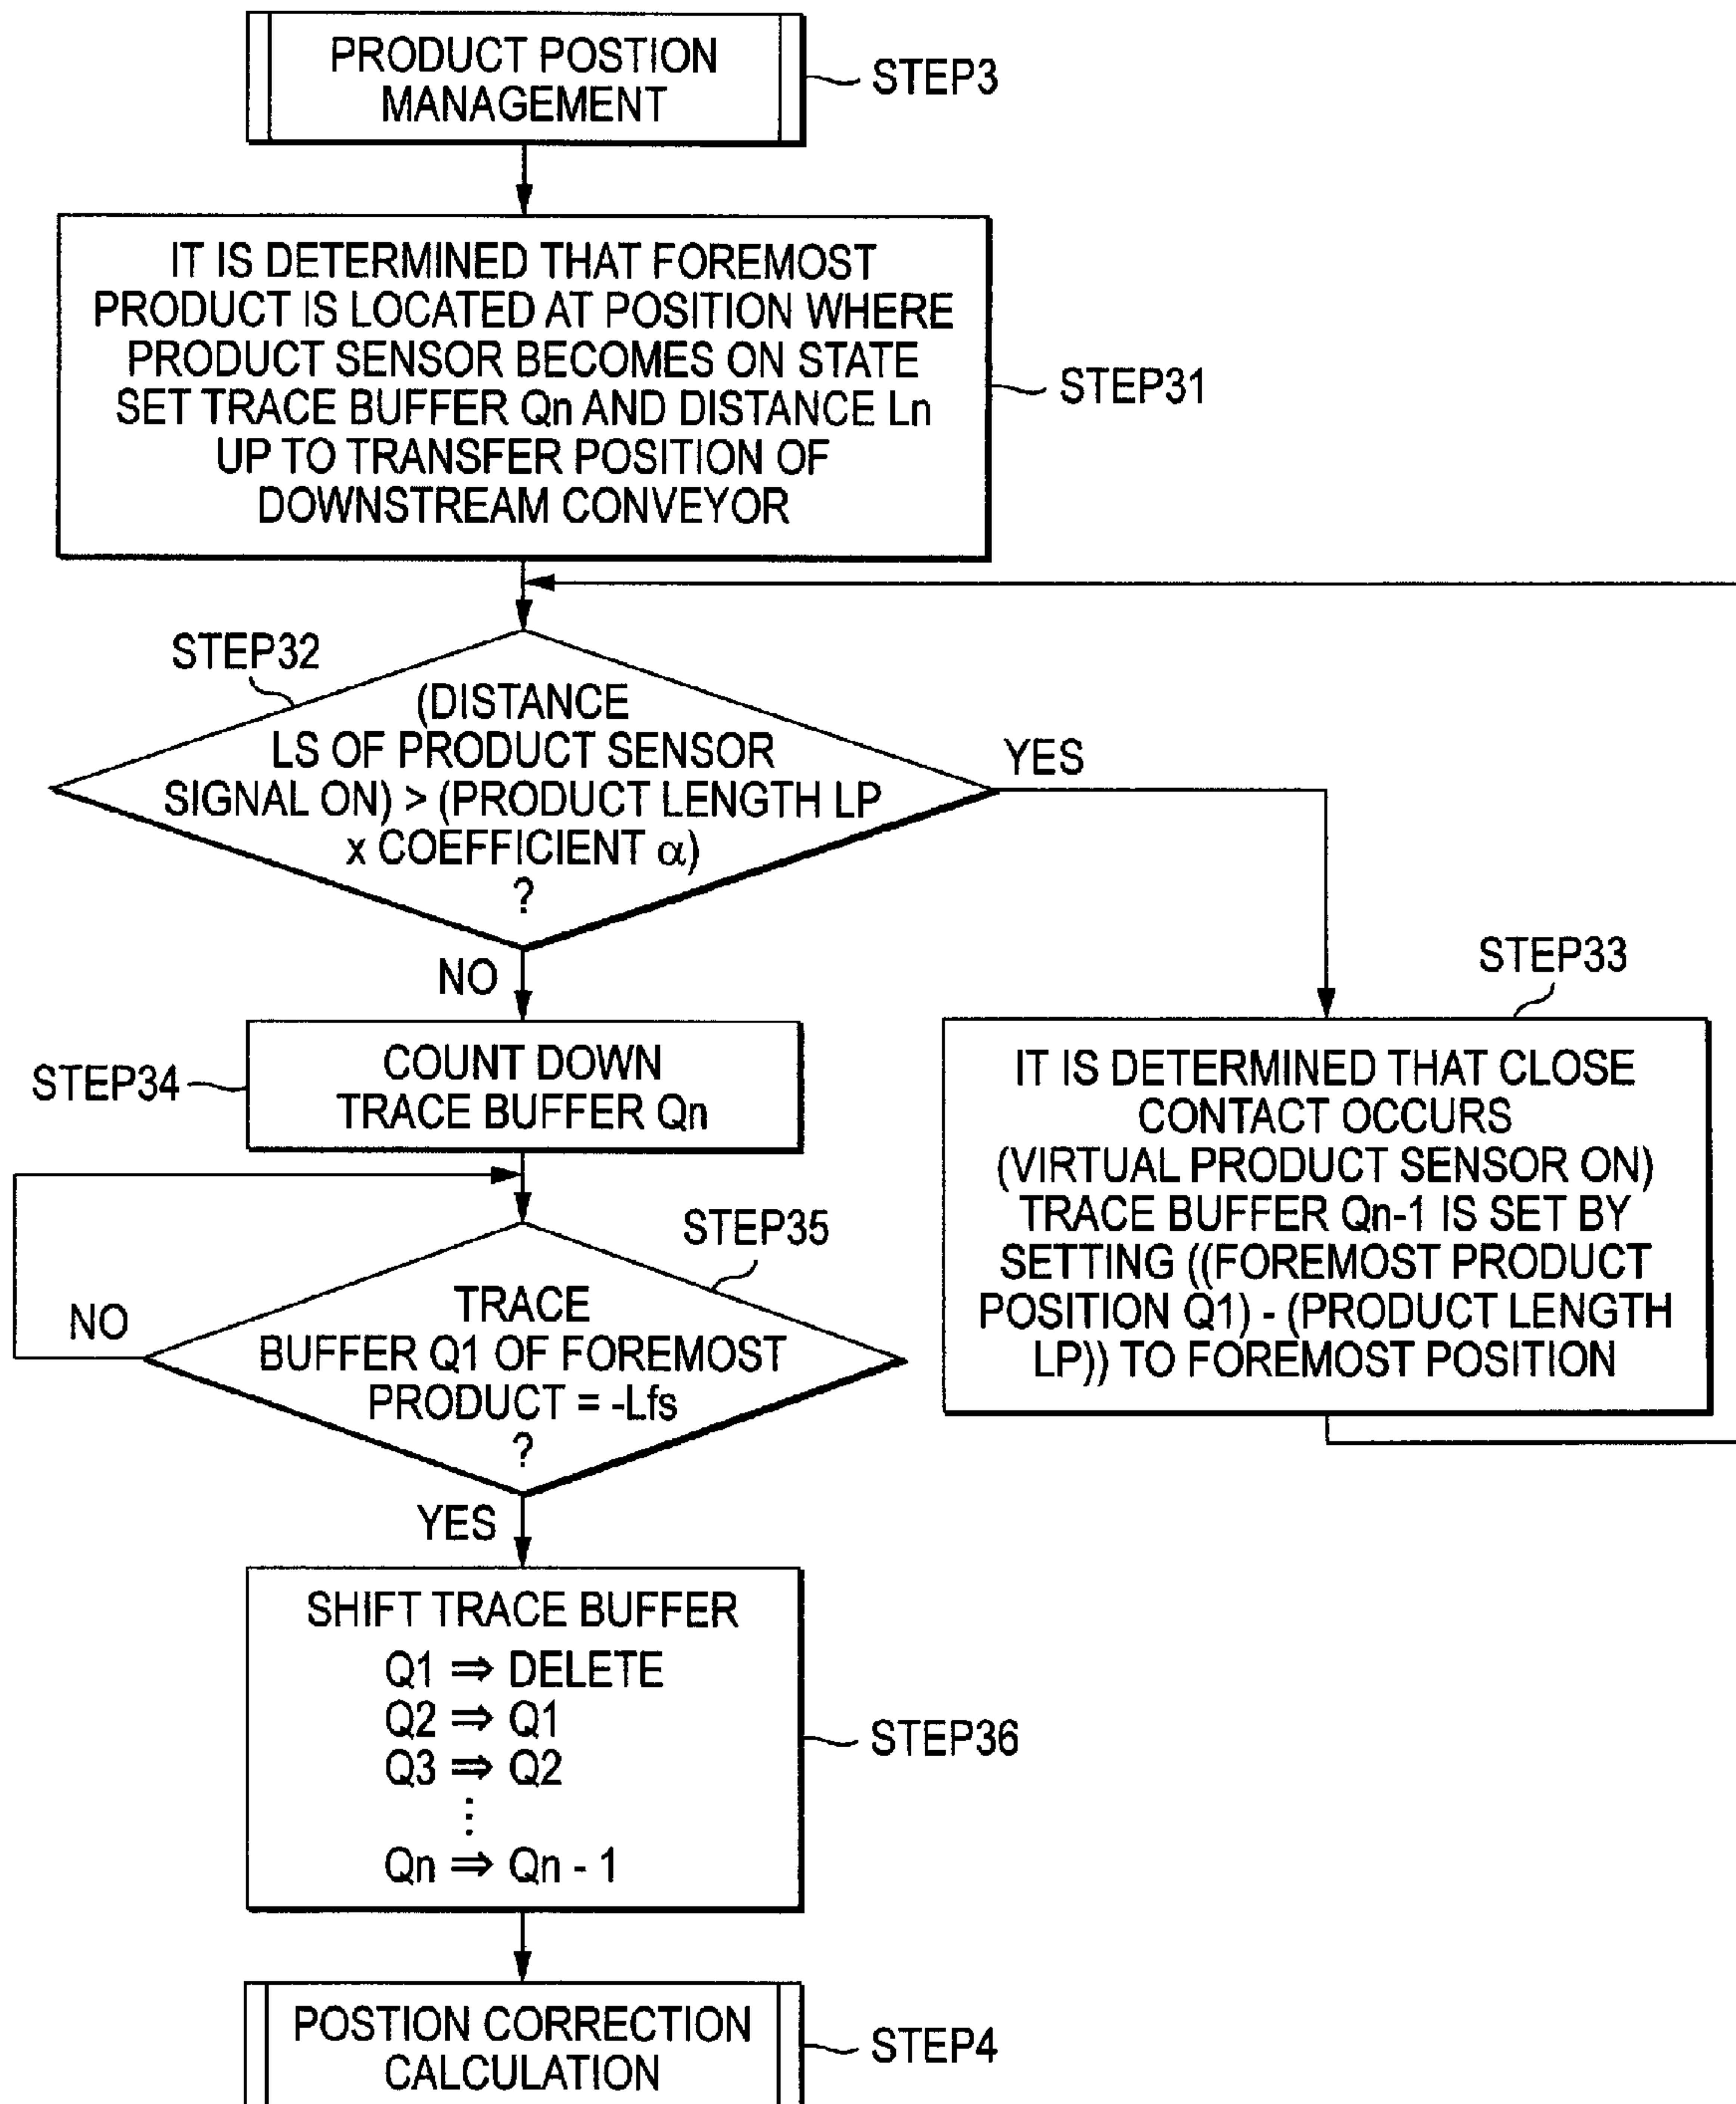 PRODUCT POSTION
MANAGEMENT
STEP3
IT IS DETERMINED THAT FOREMOST
PRODUCT IS LOCATED AT POSITION WHERE
PRODUCT SENSOR BECOMES ON STATE
SET TRACE BUFFER Qn AND DISTANCE Ln
UP TO TRANSFER POSITION OF
DOWNSTREAM CONVEYOR
STEP31
STEP32
(DISTANCE
LS OF PRODUCT SENSOR
SIGNAL ON) > (PRODUCT LENGTH LP
x COEFFICIENT α)
?
YES
NO
STEP33
IT IS DETERMINED THAT CLOSE
CONTACT OCCURS
(VIRTUAL PRODUCT SENSOR ON)
TRACE BUFFER Qn-1 IS SET BY
SETTING ((FOREMOST PRODUCT
POSITION Q1) - (PRODUCT LENGTH
LP)) TO FOREMOST POSITION
STEP34
COUNT DOWN
TRACE BUFFER Qn
STEP35
TRACE
BUFFER Q1 OF FOREMOST
PRODUCT = -Lfs
?
NO
YES
SHIFT TRACE BUFFER
Q1 ⇒ DELETE
Q2 ⇒ Q1
Q3 ⇒ Q2
⋮
Qn ⇒ Qn - 1
STEP36
POSTION CORRECTION
CALCULATION
STEP4